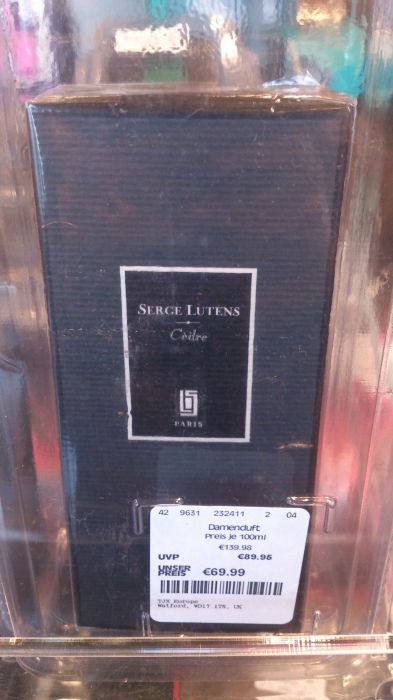 SERGE LUTENS
Cèdre
PARIS
42 9631 232411 2 04
Damenduft
Preis je 100ml
€139.98
UVP €89.95
UNSER PREIS €69.99
TJX Europe
Watford, WD17 1TX, UK